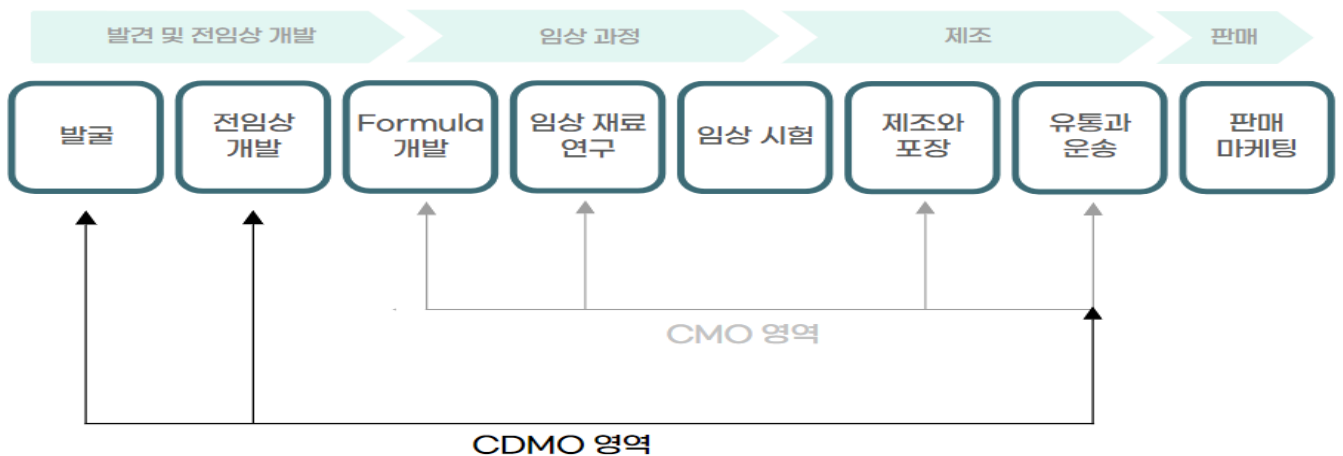 발견 및 전임상 개발
임상 과정
제조
판매
발굴
전임상
개발
Formula
개발
임상 재료
연구
임상 시험
제조와
포장
유통과
운송
판매
마케팅
CMO 영역
CDMO 영역